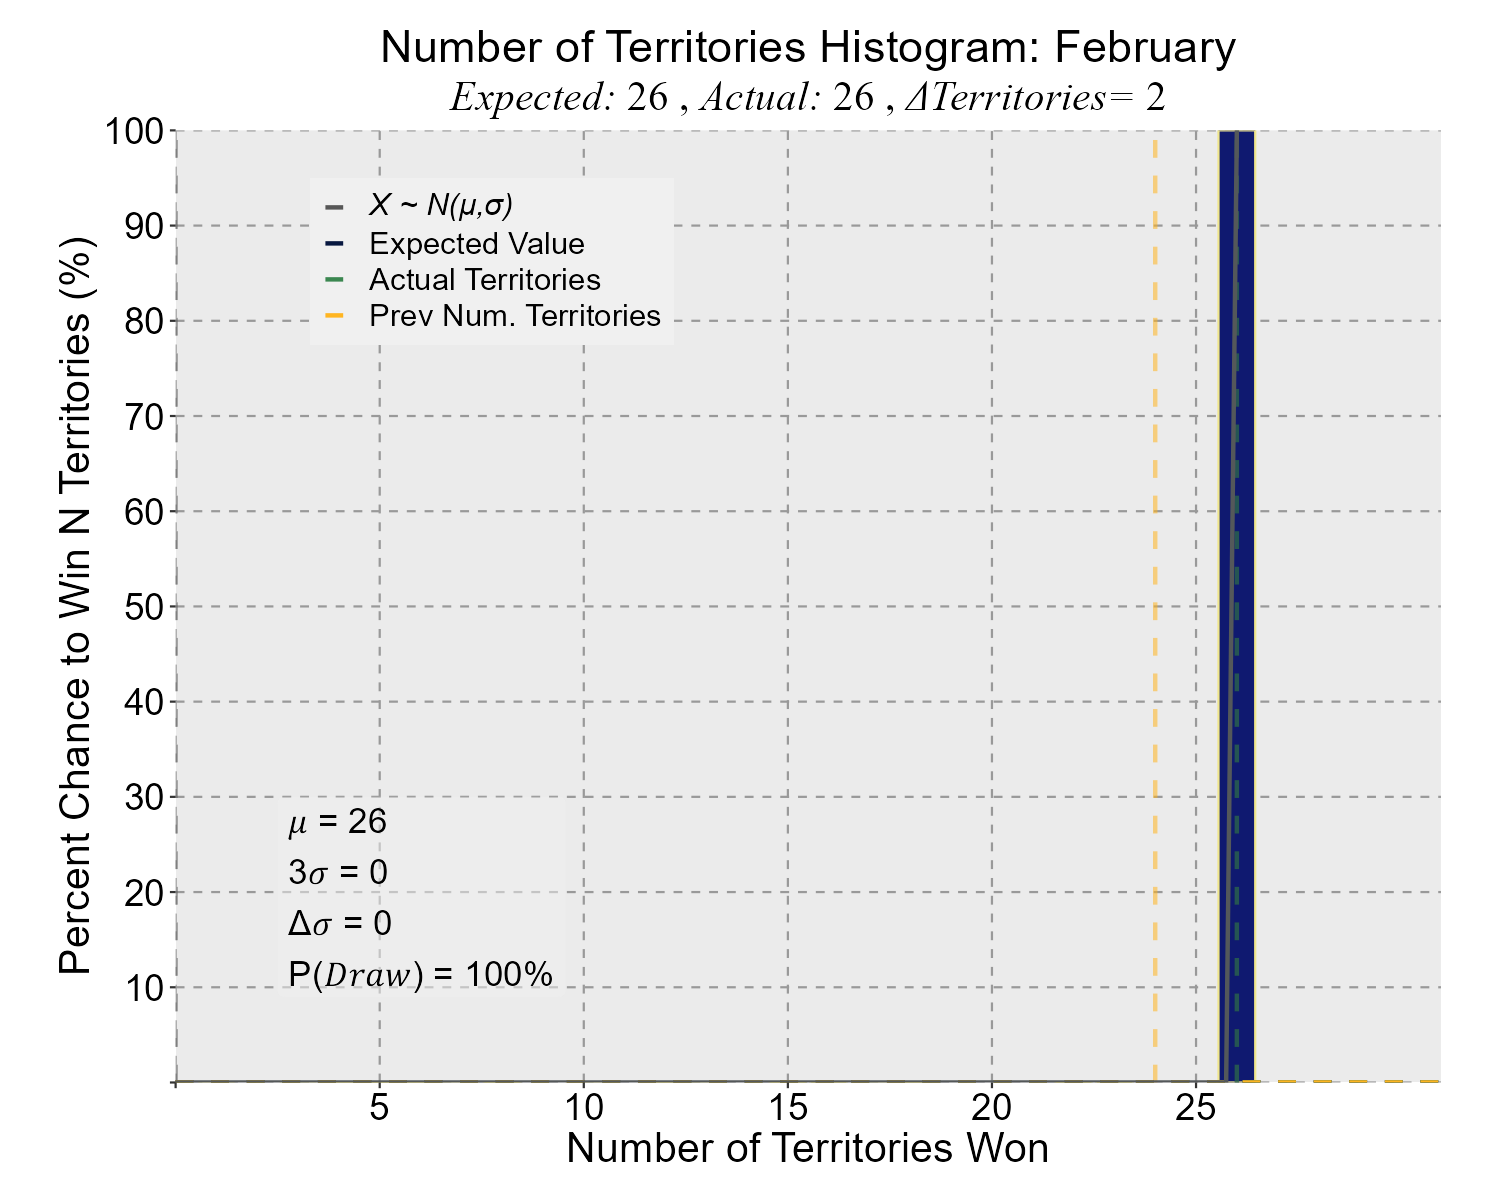 Number of Territories Histogram: February
Expected: 26 , Actual: 26 , ΔTerritories= 2
100
90
80
70
60
50
40
30
20
10
Percent Chance to Win N Territories (%)
X ~ N(μ,σ)
Expected Value
Actual Territories
Prev Num. Territories
μ = 26
3σ = 0
Δσ = 0
P(Draw) = 100%
5 10 15 20 25
Number of Territories Won